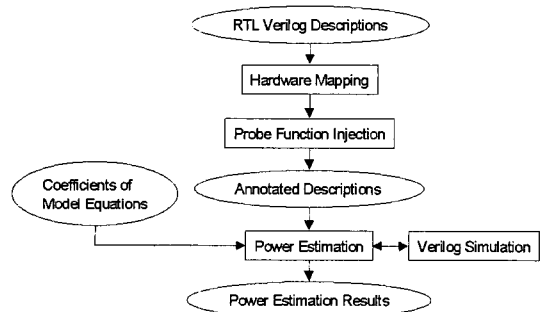 RTL Verilog Descriptions
Hardware Mapping
Probe Function Injection
Coefficients of
Model Equations
Annotated Descriptions
Power Estimation
Verilog Simulation
Power Estimation Results